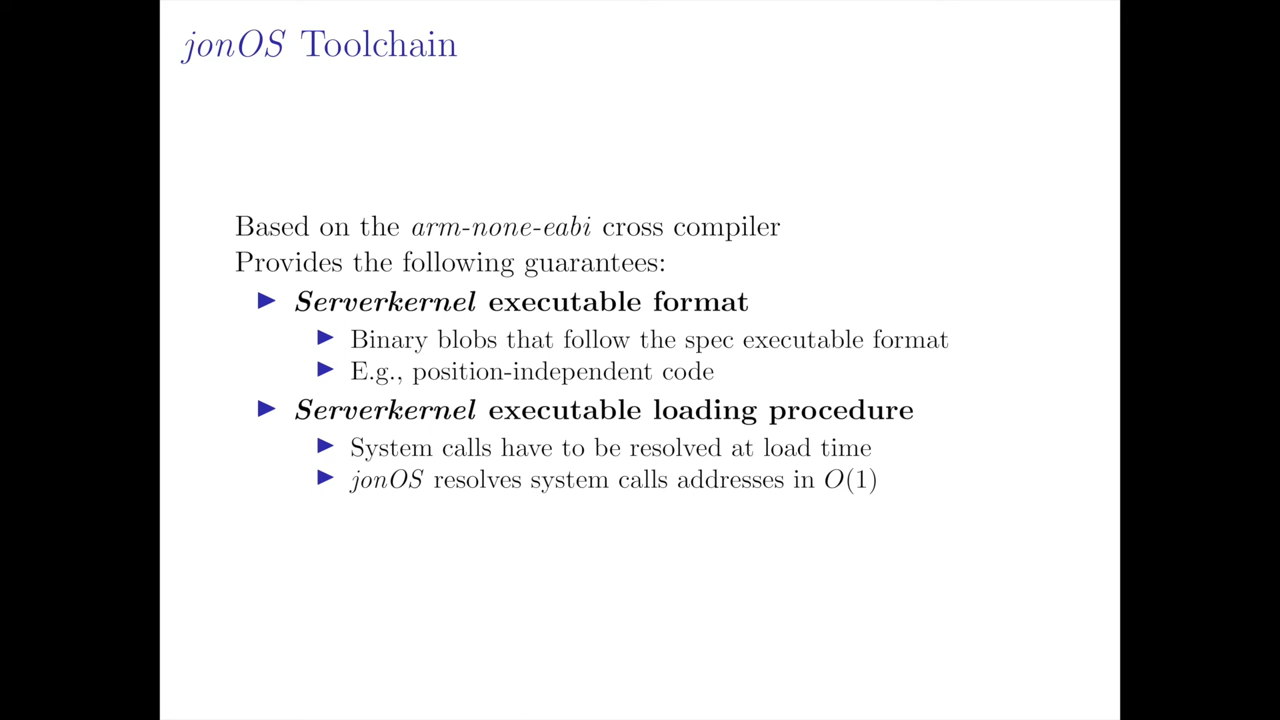 jonOS Toolchain
Based on the arm-none-eabi cross compiler
Provides the following guarantees:
Serverkernel executable format
Binary blobs that follow the spec executable format
E.g., position-independent code
Serverkernel executable loading procedure
System calls have to be resolved at load time
jonOS resolves system calls addresses in O(1)